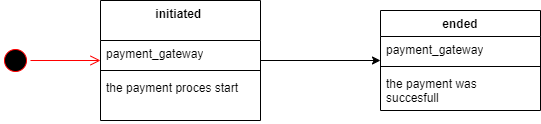 initiated
payment_gateway
the payment proces start
ended
payment_gateway
the payment was
succesfull